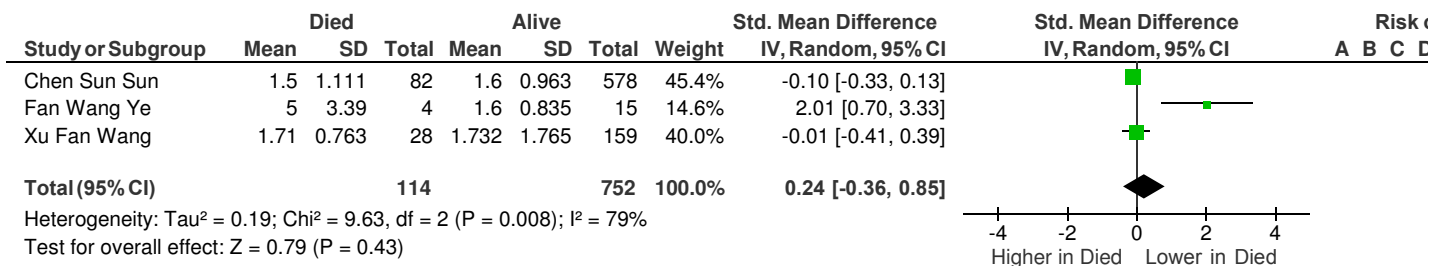 Died Alive Std. Mean Difference Std. Mean Difference Risk
Study or Subgroup Mean SD Total Mean SD Total Weight IV, Random, 95% CI IV, Random, 95% CI A B C D
Chen Sun Sun 1.5 1.111 82 1.6 0.963 578 45.4% -0.10 [-0.33, 0.13]
Fan Wang Ye 5 3.39 4 1.6 0.835 15 14.6% 2.01 [0.70, 3.33]
Xu Fan Wang 1.71 0.763 28 1.732 1.765 159 40.0% -0.01 [-0.41, 0.39]
Total (95% CI) 114 752 100.0% 0.24 [-0.36, 0.85]
Heterogeneity: Tau² = 0.19; Chi² = 9.63, df = 2 (P = 0.008); I² = 79%
Test for overall effect: Z = 0.79 (P = 0.43)
-4 -2 0 2 4
Higher in Died Lower in Died